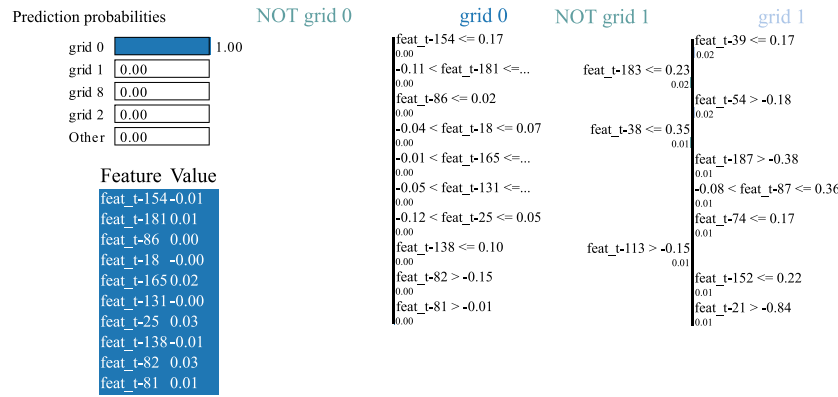 Prediction probabilities
grid 0 1.00
grid 1 0.00
grid 8 0.00
grid 2 0.00
Other 0.00
Feature Value
feat_t-154 -0.01
feat_t-181 0.01
feat_t-86 0.00
feat_t-18 -0.00
feat_t-165 0.02
feat_t-131 -0.00
feat_t-25 0.03
feat_t-138 -0.01
feat_t-82 0.03
feat_t-81 0.01
NOT grid 0 grid 0
feat_t-154 <= 0.17
0.00
-0.11 < feat_t-181 <=...
0.00
feat_t-86 <= 0.02
0.00
-0.04 < feat_t-18 <= 0.07
0.00
-0.01 < feat_t-165 <=...
0.00
-0.05 < feat_t-131 <=...
0.00
-0.12 < feat_t-25 <= 0.05
0.00
feat_t-138 <= 0.10
0.00
feat_t-82 > -0.15
0.00
feat_t-81 > -0.01
0.00
NOT grid 1 grid 1
feat_t-39 <= 0.17
0.02
feat_t-183 <= 0.23
0.02
feat_t-54 > -0.18
0.02
feat_t-38 <= 0.35
0.01
feat_t-187 > -0.38
0.01
-0.08 < feat_t-87 <= 0.36
0.01
feat_t-74 <= 0.17
0.01
feat_t-113 > -0.15
0.01
feat_t-152 <= 0.22
0.01
feat_t-21 > -0.84
0.01